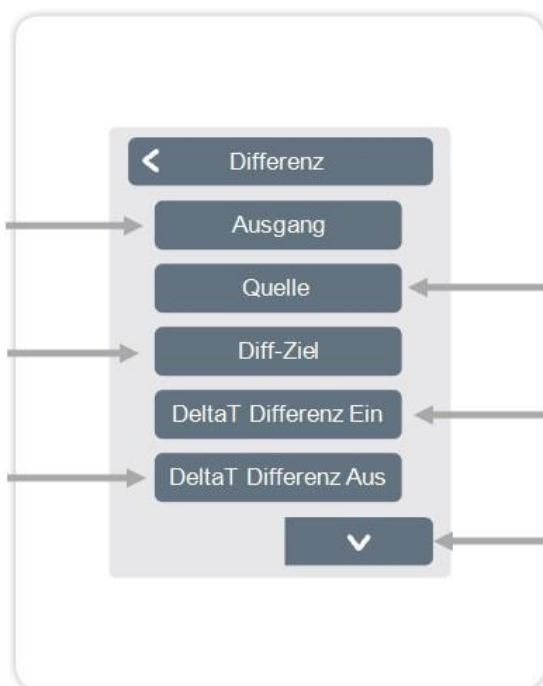 Differenz
Ausgang
Quelle
Diff-Ziel
DeltaT Differenz Ein
DeltaT Differenz Aus